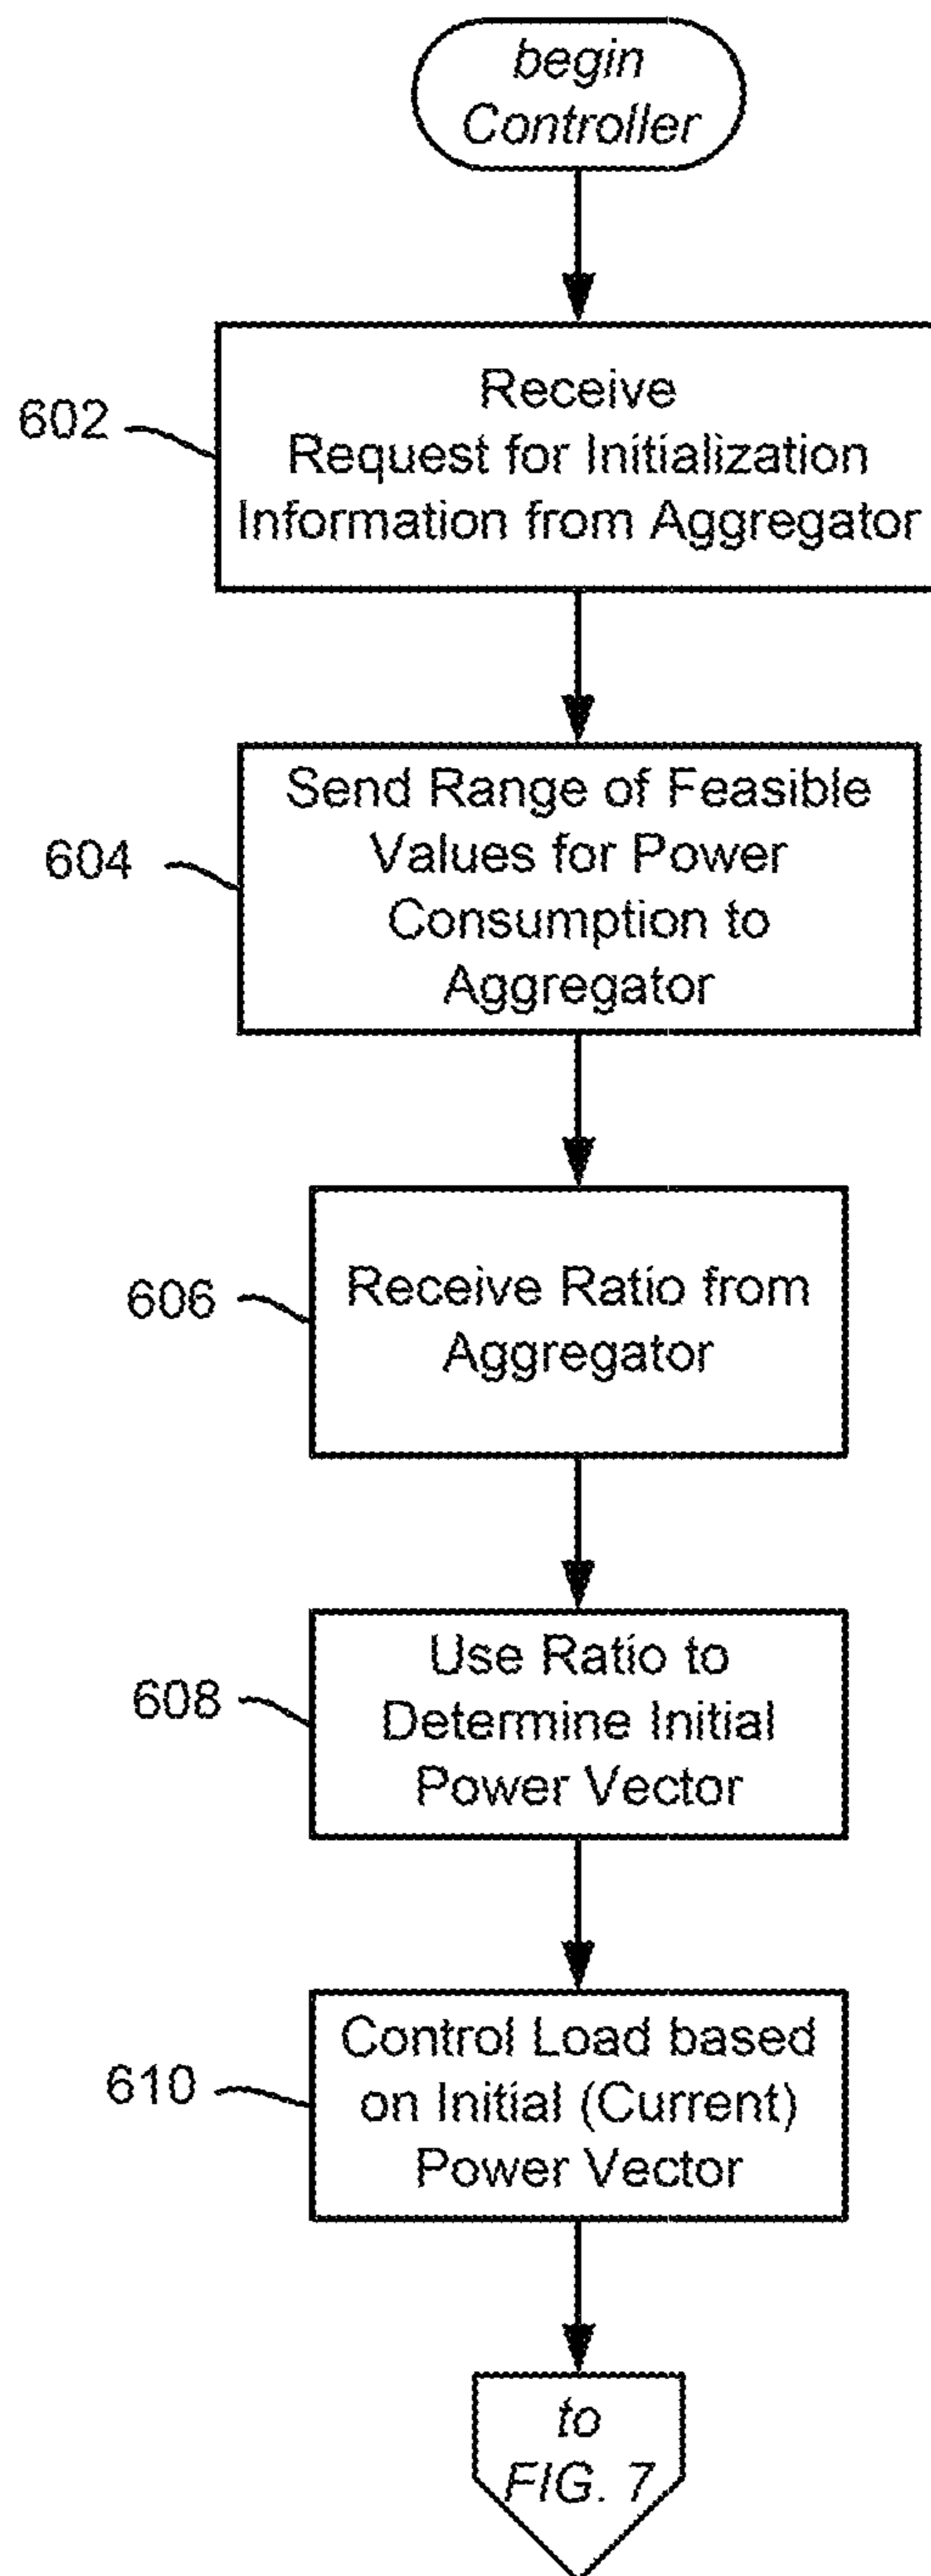 begin
Controller
602
Receive
Request for Initialization
Information from Aggregator
604
Send Range of Feasible
Values for Power
Consumption to
Aggregator
606
Receive Ratio from
Aggregator
608
Use Ratio to
Determine Initial
Power Vector
610
Control Load based
on Initial (Current)
Power Vector
to
FIG. 7